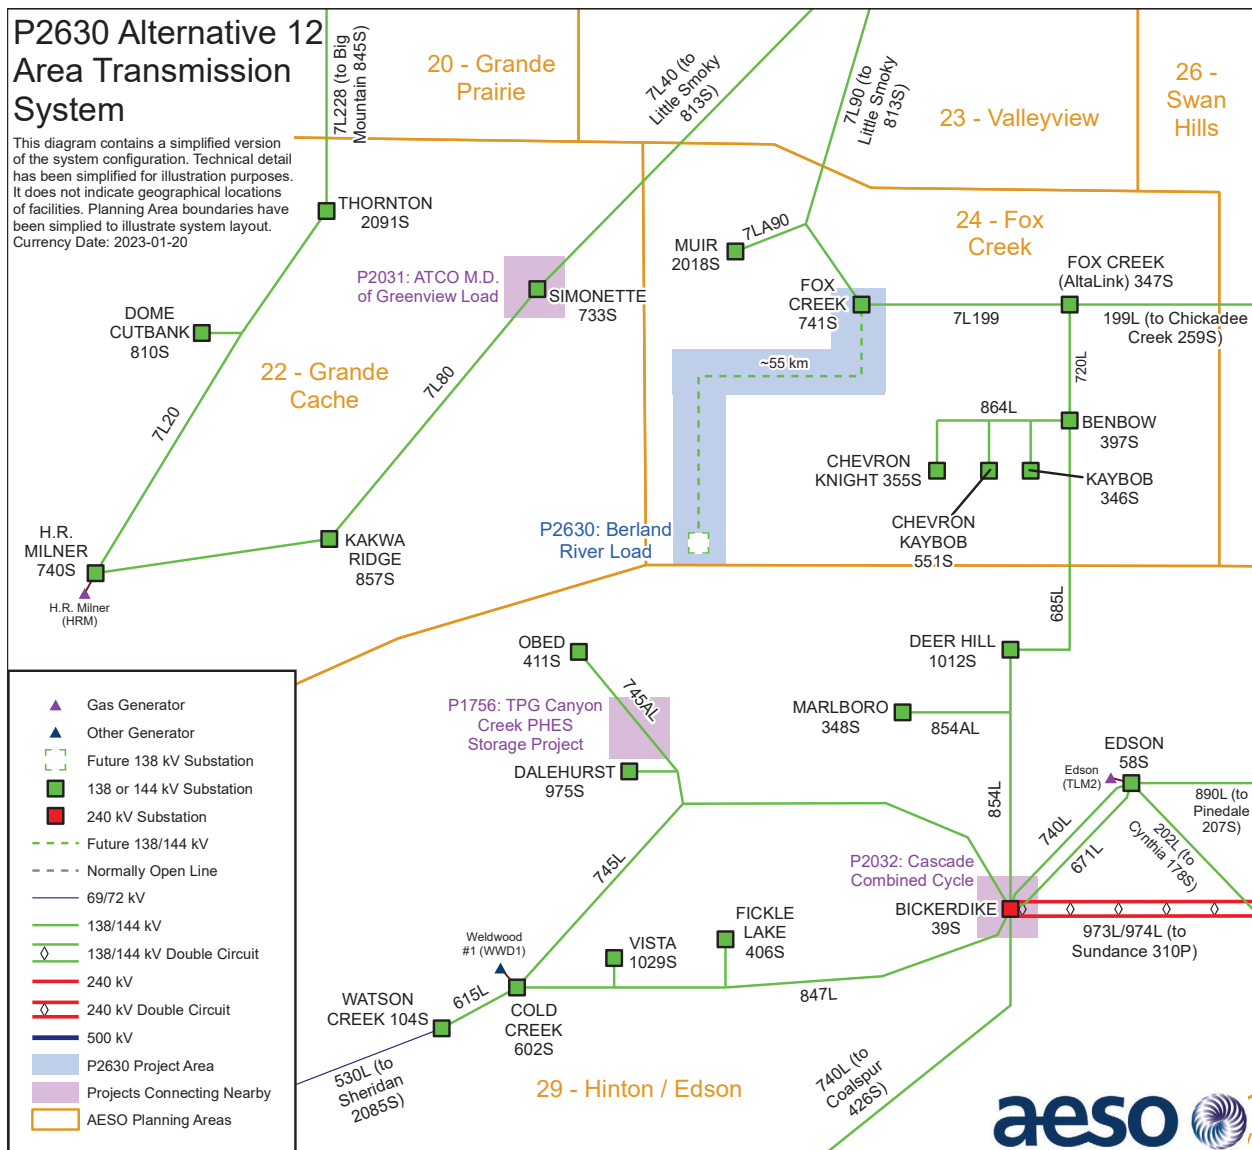 P2630 Alternative 12
Area Transmission
System
This diagram contains a simplified version
of the system configuration. Technical detail
has been simplified for illustration purposes.
It does not indicate geographical locations
of facilities. Planning Area boundaries have
been simplied to illustrate system layout.
Currency Date: 2023-01-20
7L228 (to Big
Mountain 845S)
20 - Grande
Prairie
7L40 (to
Little Smoky
813S)
7L90 (to
Little Smoky
813S)
23 - Valleyview
26 -
Swan
Hills
THORNTON
2091S
DOME
CUTBANK
810S
P2031: ATCO M.D.
of Greenview Load
SIMONETTE
733S
MUIR
2018S
7LA90
24 - Fox
Creek
FOX
CREEK
741S
7L199
FOX CREEK
(AltaLink) 347S
199L (to Chickadee
Creek 259S)
~55 km
720L
22 - Grande
Cache
7L80
7L20
864L
BENBOW
397S
CHEVRON
KNIGHT 355S
KAYBOB
346S
CHEVRON
KAYBOB
551S
H.R.
MILNER
740S
H.R. Milner
(HRM)
KAKWA
RIDGE
857S
P2630: Berland
River Load
685L
OBED
411S
745AL
DEER HILL
1012S
P1756: TPG Canyon
Creek PHES
Storage Project
DALEHURST
975S
MARLBORO
348S
854AL
854L
EDSON
58S
Edson
(TLM2)
890L (to
Pinedale
207S)
202L (to
Cynthia 178S)
740L
671L
745L
P2032: Cascade
Combined Cycle
BICKERDIKE
39S
973L/974L (to
Sundance 310P)
FICKLE
LAKE
406S
VISTA
1029S
Weldwood
#1 (WWD1)
847L
615L
WATSON
CREEK 104S
COLD
CREEK
602S
530L (to
Sheridan
2085S)
740L (to
Coalspur
426S)
29 - Hinton / Edson
Gas Generator
Other Generator
Future 138 kV Substation
138 or 144 kV Substation
240 kV Substation
Future 138/144 kV
Normally Open Line
69/72 kV
138/144 kV
138/144 kV Double Circuit
240 kV
240 kV Double Circuit
500 kV
P2630 Project Area
Projects Connecting Nearby
AESO Planning Areas
aeso